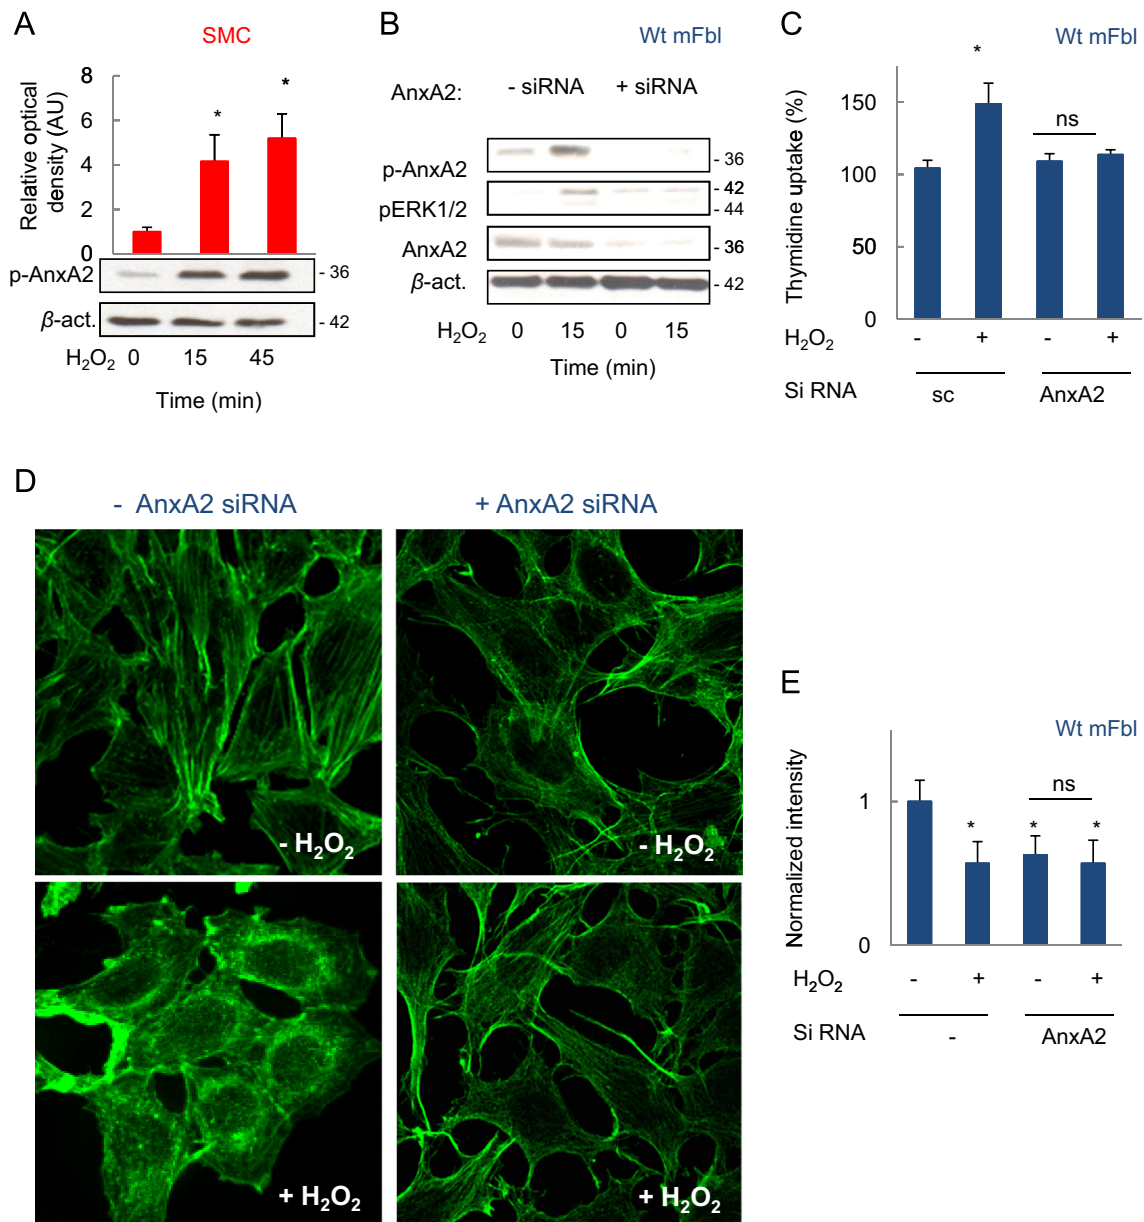 A
SMC
Relative optical
density (AU)
8
6
4
2
0
*
*
p-AnxA2
- 36
β-act.
- 42
H₂O₂ 0 15 45
Time (min)
B
Wt mFbl
AnxA2: - siRNA + siRNA
p-AnxA2
- 36
pERK1/2
- 42
- 44
AnxA2
- 36
β-act.
- 42
H₂O₂ 0 15 0 15
Time (min)
C
Wt mFbl
Thymidine uptake (%)
150
100
50
0
*
ns
H₂O₂ - + - +
Si RNA sc AnxA2
D
- AnxA2 siRNA + AnxA2 siRNA
- H₂O₂ - H₂O₂
+ H₂O₂ + H₂O₂
E
Wt mFbl
Normalized intensity
1
0
ns
* * *
H₂O₂ - + - +
Si RNA - AnxA2